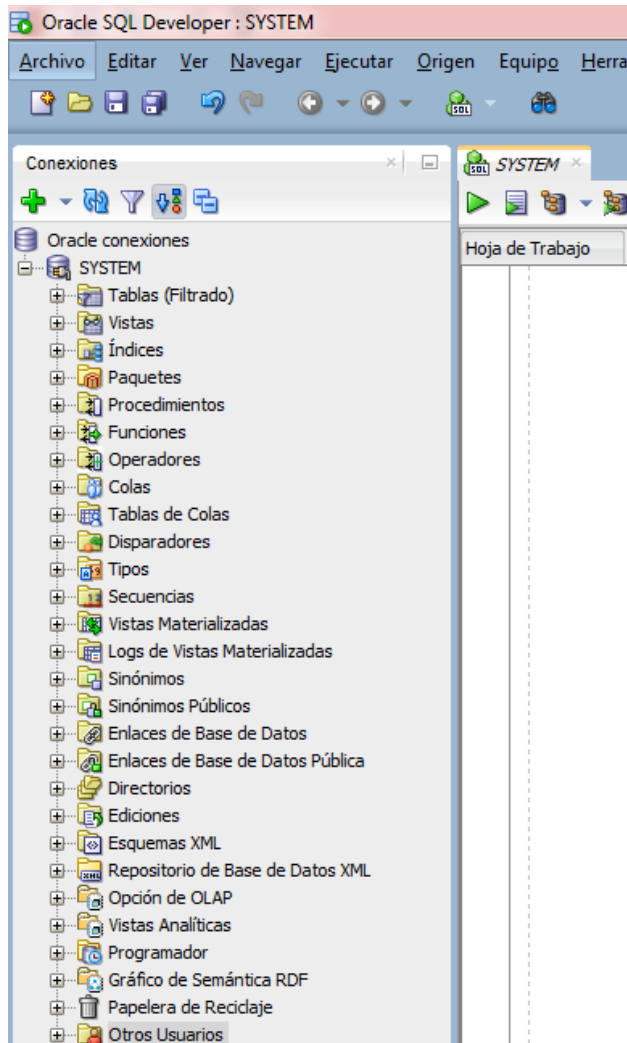 Oracle SQL Developer : SYSTEM
Archivo Editar Ver Navegar Ejecutar Origen Equipo Herra
Conexiones
SYSTEM
Hoja de Trabajo
Oracle conexiones
SYSTEM
Tablas (Filtrado)
Vistas
Índices
Paquetes
Procedimientos
Funciones
Operadores
Colas
Tablas de Colas
Disparadores
Tipos
Secuencias
Vistas Materializadas
Logs de Vistas Materializadas
Sinónimos
Sinónimos Públicos
Enlaces de Base de Datos
Enlaces de Base de Datos Pública
Directorios
Ediciones
Esquemas XML
Repositorio de Base de Datos XML
Opción de OLAP
Vistas Analíticas
Programador
Gráfico de Semántica RDF
Papelera de Reciclaje
Otros Usuarios